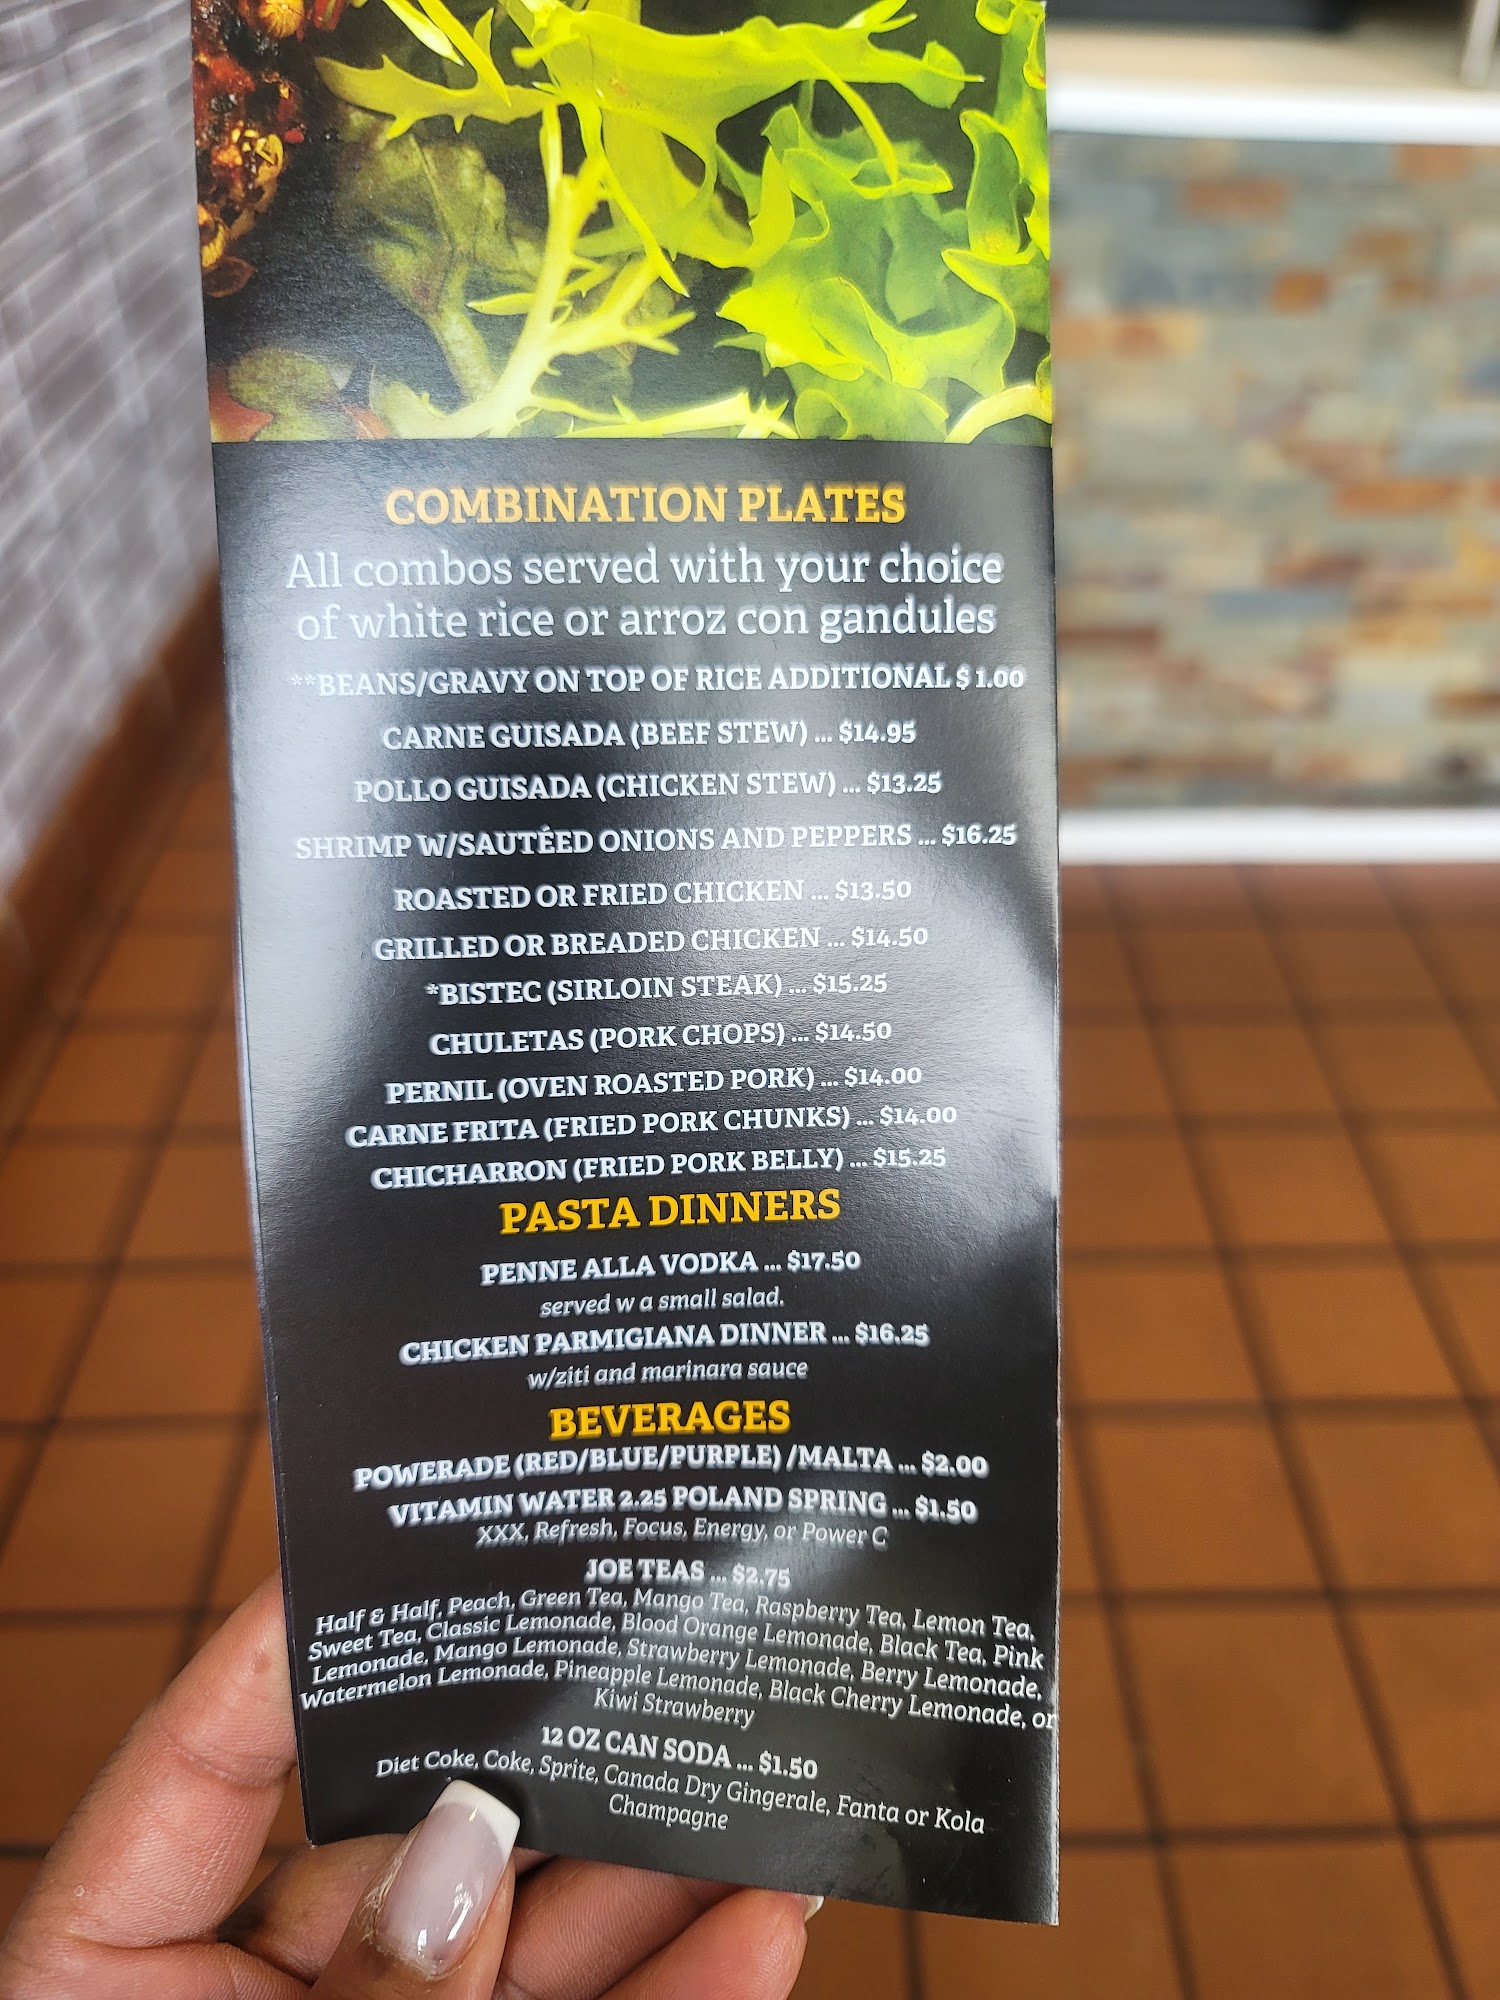 COMBINATION PLATES
All combos served with your choice
of white rice or arroz con gandules
**BEANS/GRAVY ON TOP OF RICE ADDITIONAL $ 1.00
CARNE GUISADA (BEEF STEW) ... $14.95
POLLO GUISADA (CHICKEN STEW) ... $13.25
SHRIMP W/SAUTÉED ONIONS AND PEPPERS ... $16.25
ROASTED OR FRIED CHICKEN ... $13.50
GRILLED OR BREADED CHICKEN ... $14.50
*BISTEC (SIRLOIN STEAK) ... $15.25
CHULETAS (PORK CHOPS) ... $14.50
PERNIL (OVEN ROASTED PORK) ... $14.00
CARNE FRITA (FRIED PORK CHUNKS) ... $14.00
CHICHARRON (FRIED PORK BELLY) ... $15.25
PASTA DINNERS
PENNE ALLA VODKA ... $17.50
served w a small salad.
CHICKEN PARMIGIANA DINNER ... $16.25
w/ziti and marinara sauce
BEVERAGES
POWERADE (RED/BLUE/PURPLE) /MALTA ... $2.00
VITAMIN WATER 2.25 POLAND SPRING ... $1.50
XXX, Refresh, Focus, Energy, or Power C
JOE TEAS ... $2.75
Half & Half, Peach, Green Tea, Mango Tea, Raspberry Tea, Lemon Tea,
Sweet Tea, Classic Lemonade, Blood Orange Lemonade, Black Tea, Pink
Lemonade, Mango Lemonade, Strawberry Lemonade, Berry Lemonade,
Watermelon Lemonade, Pineapple Lemonade, Black Cherry Lemonade, or
Kiwi Strawberry
12 OZ CAN SODA ... $1.50
Diet Coke, Coke, Sprite, Canada Dry Gingerale, Fanta or Kola
Champagne